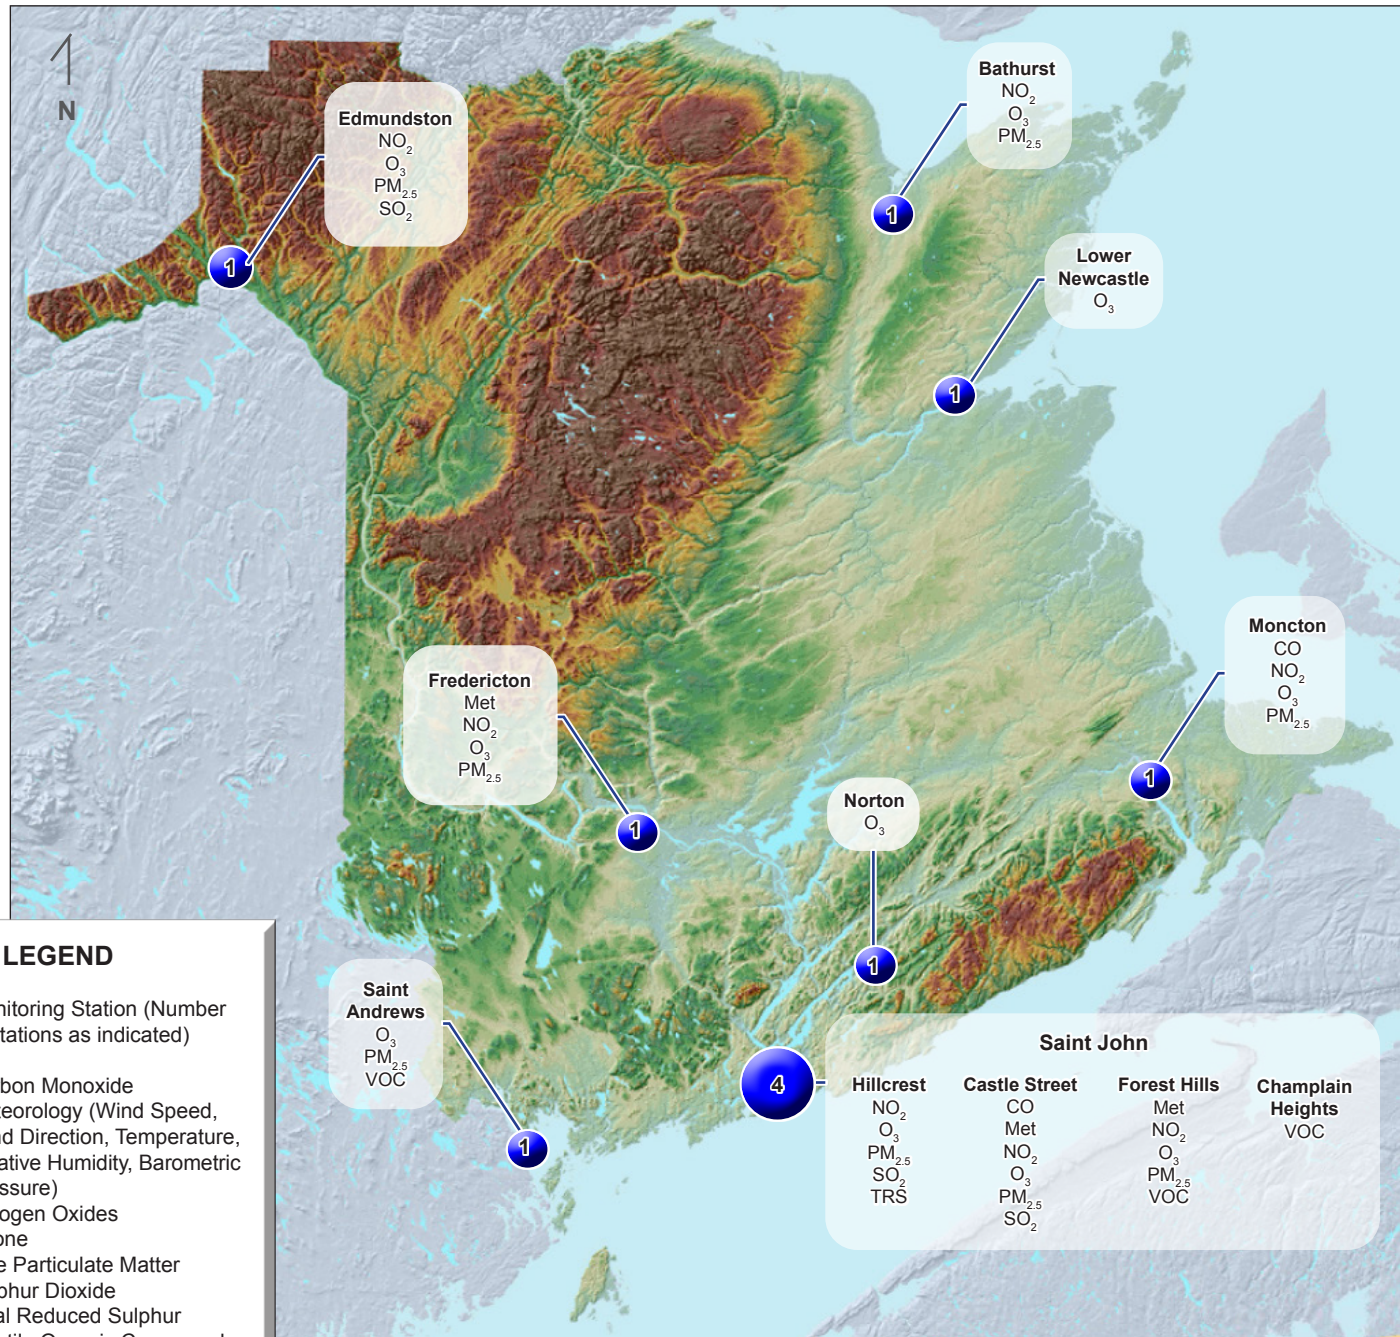 N
Edmundston
NO2
O3
PM2.5
SO2
1
Bathurst
NO2
O3
PM2.5
1
Lower
Newcastle
O3
1
Moncton
CO
NO2
O3
PM2.5
1
Fredericton
Met
NO2
O3
PM2.5
1
Norton
O3
1
Saint
Andrews
O3
PM2.5
VOC
1
4
Saint John
Hillcrest
NO2
O3
PM2.5
SO2
TRS
Castle Street
CO
Met
NO2
O3
PM2.5
SO2
Forest Hills
Met
NO2
O3
PM2.5
VOC
Champlain
Heights
VOC
LEGEND
nitoring Station (Number
tations as indicated)
bon Monoxide
teorology (Wind Speed,
nd Direction, Temperature,
ative Humidity, Barometric
ssure)
ogen Oxides
one
e Particulate Matter
phur Dioxide
al Reduced Sulphur